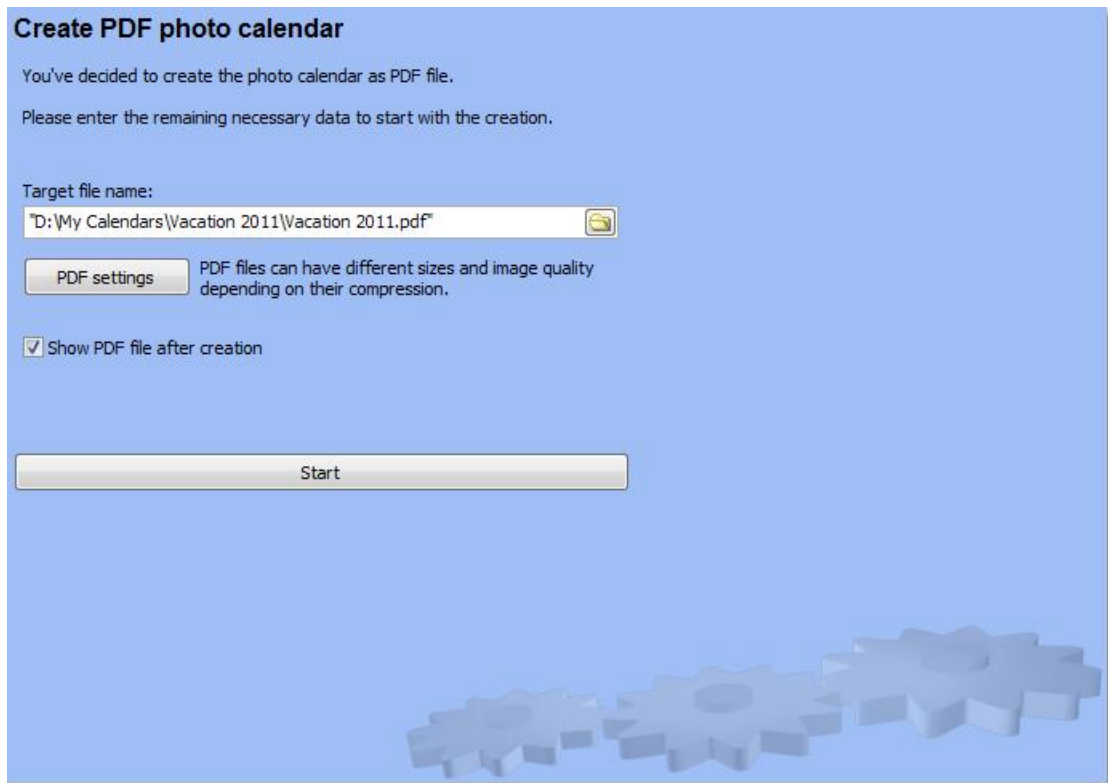 Create PDF photo calendar
You've decided to create the photo calendar as PDF file.
Please enter the remaining necessary data to start with the creation.
Target file name:
"D:\My Calendars\Vacation 2011\Vacation 2011.pdf"
PDF settings
PDF files can have different sizes and image quality
depending on their compression.
Show PDF file after creation
Start